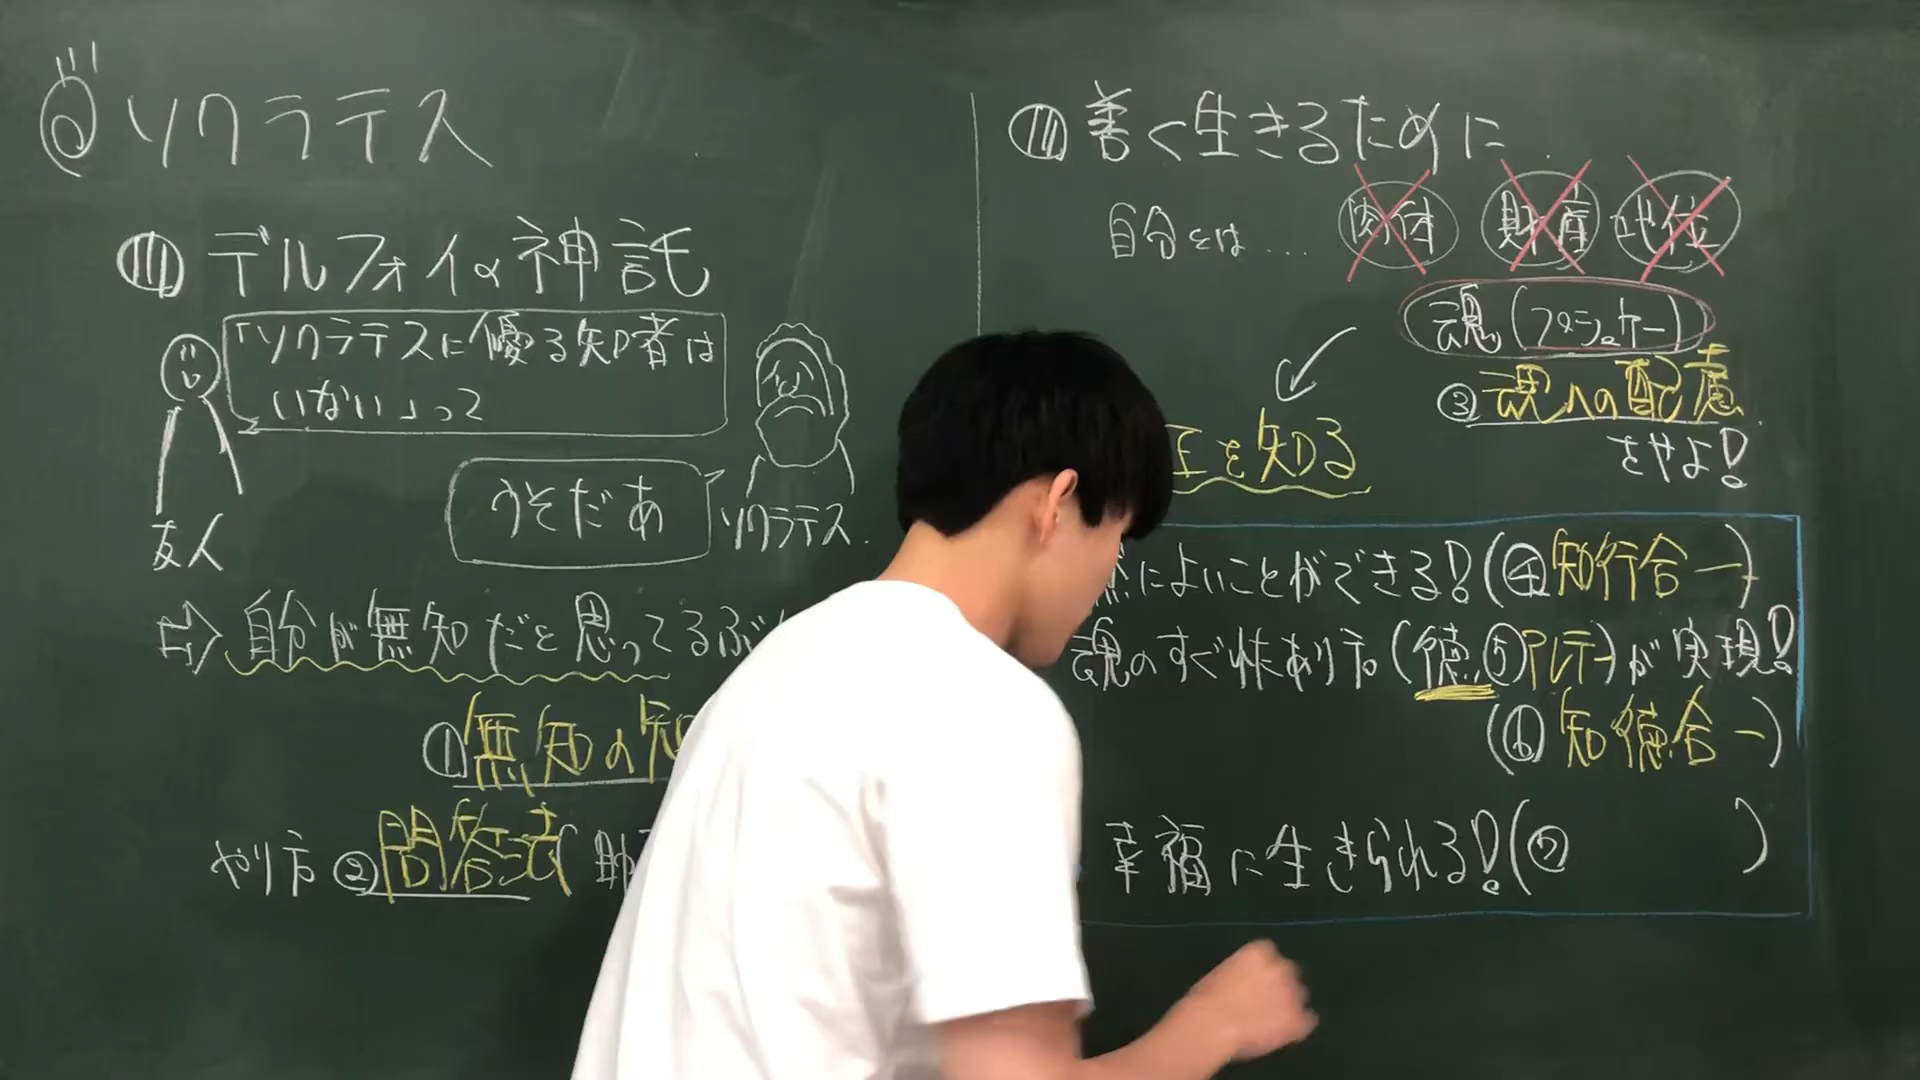 ソクラテス
デルフォイの神託
「ソクラテスに優る知者は
いない」って
うそだぁ
ソクラテス
友人
⇨自分が無知だと思ってるぶ
①無知の知
やり方②問答法(助
善く生きるために
自分とは…
肉体 財産 地位
魂(プシュケー)
③魂への配慮
をせよ!
を知る
によいことができる!(④知行合一)
魂のすぐれたあり方(徳⑤アレテー)が実現!
(⑥知徳合一)
幸福に生きられる!(⑦ )